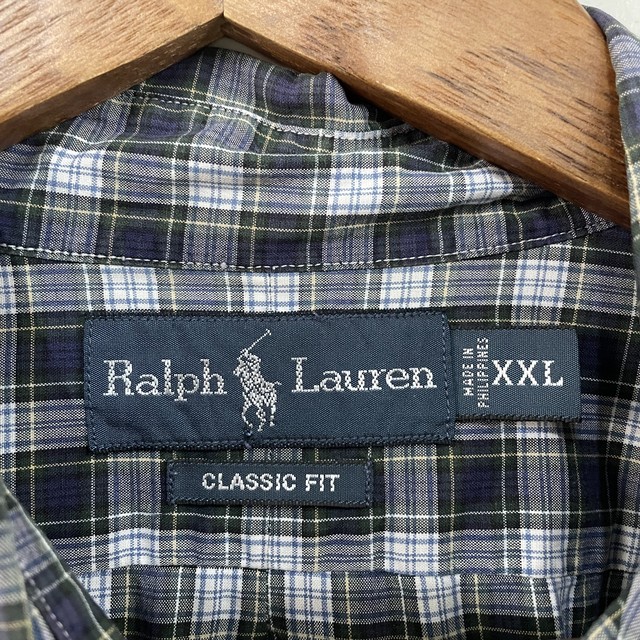 Ralph Lauren
MADE IN
PHILIPPINES
XXL
CLASSIC FIT